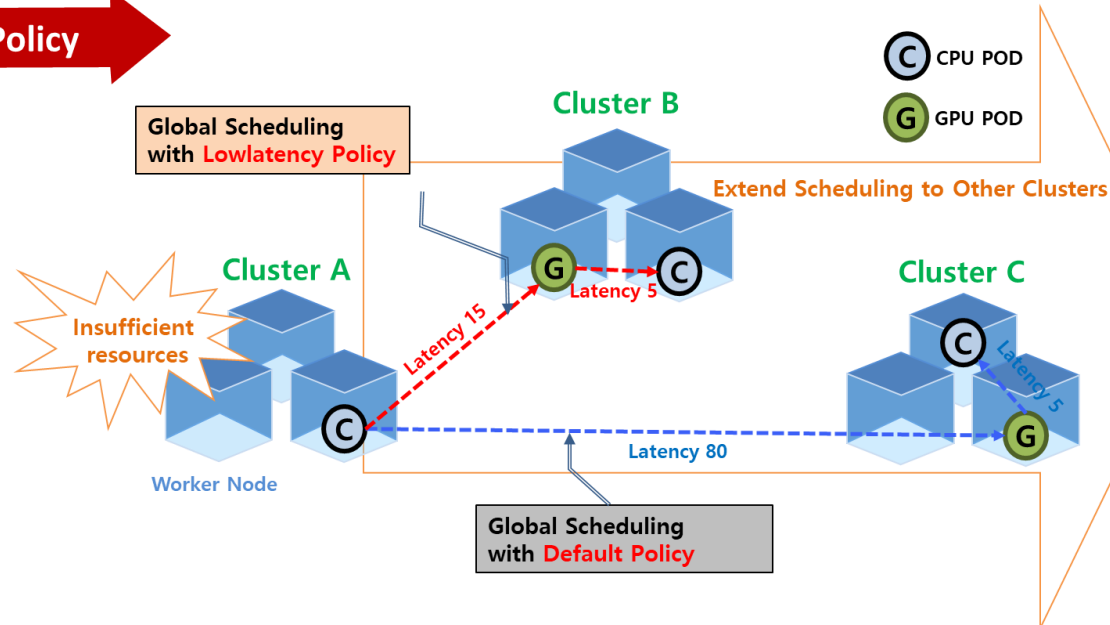 Policy
C CPU POD
G GPU POD
Cluster B
Global Scheduling
with Lowlatency Policy
Extend Scheduling to Other Clusters
Cluster A
G
C
Latency 5
Cluster C
Insufficient
resources
Latency 15
C
Latency 5
C
G
Latency 80
Worker Node
Global Scheduling
with Default Policy